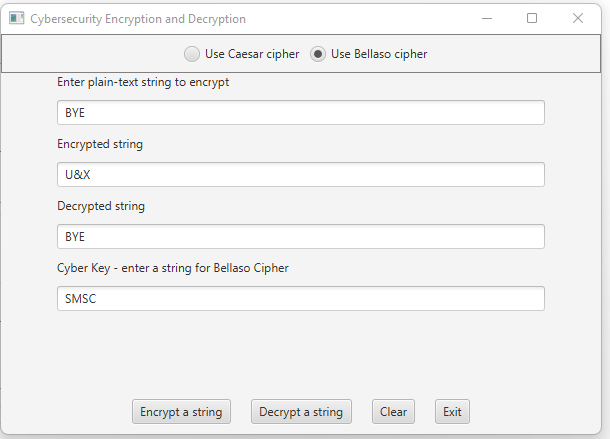 Cybersecurity Encryption and Decryption
Use Caesar cipher Use Bellaso cipher
Enter plain-text string to encrypt
BYE
Encrypted string
U&X
Decrypted string
BYE
Cyber Key - enter a string for Bellaso Cipher
SMSC
Encrypt a string Decrypt a string Clear Exit